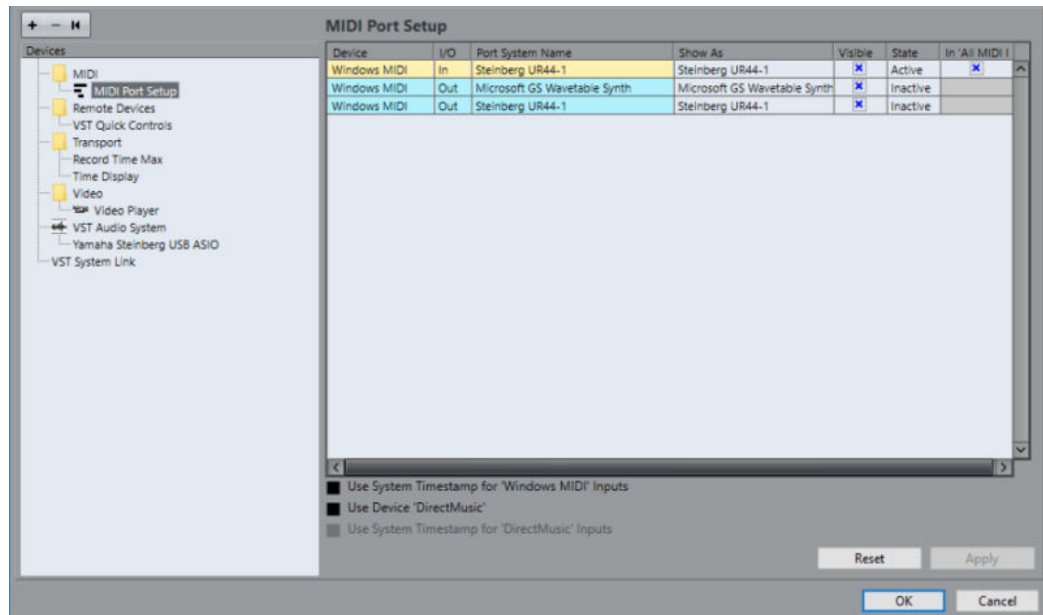 MIDI Port Setup
Devices
MIDI
MIDI Port Setup
Remote Devices
VST Quick Controls
Transport
Record Time Max
Time Display
Video
Video Player
VST Audio System
Yamaha Steinberg USB ASIO
VST System Link
Device I/O Port System Name Show As Visible State In 'All MIDI I
Windows MIDI In Steinberg UR44-1 Steinberg UR44-1 Active
Windows MIDI Out Microsoft GS Wavetable Synth Microsoft GS Wavetable Synth Inactive
Windows MIDI Out Steinberg UR44-1 Steinberg UR44-1 Inactive
Use System Timestamp for 'Windows MIDI' Inputs
Use Device 'DirectMusic'
Use System Timestamp for 'DirectMusic' Inputs
Reset Apply
OK Cancel